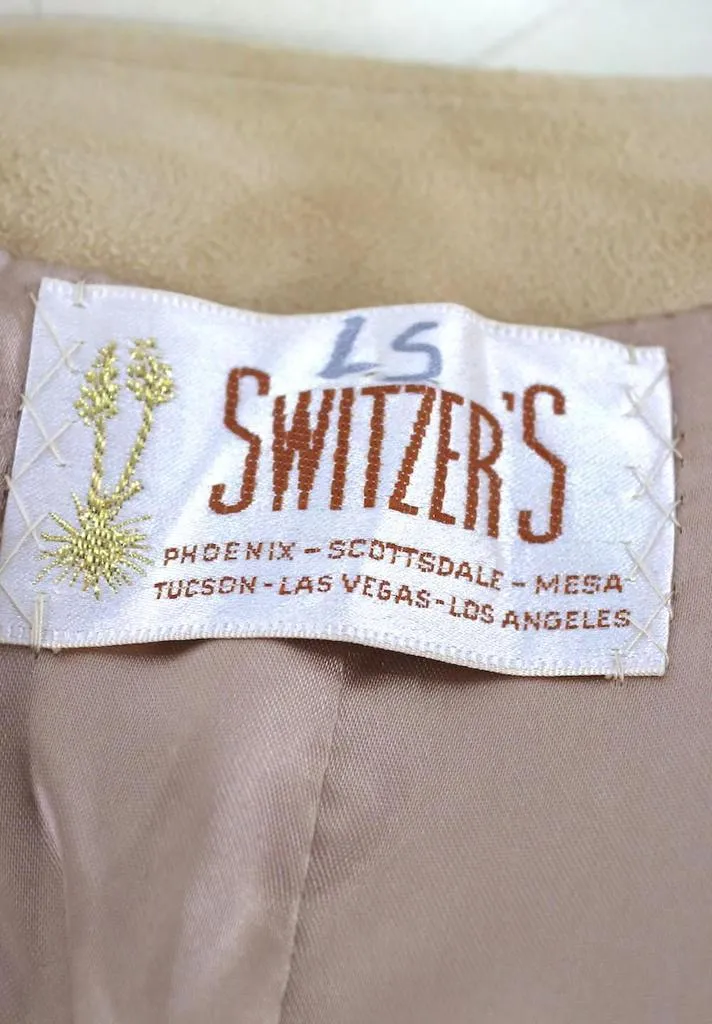 LS
SWITZER'S
PHOENIX - SCOTTSDALE - MESA
TUCSON - LAS VEGAS - LOS ANGELES